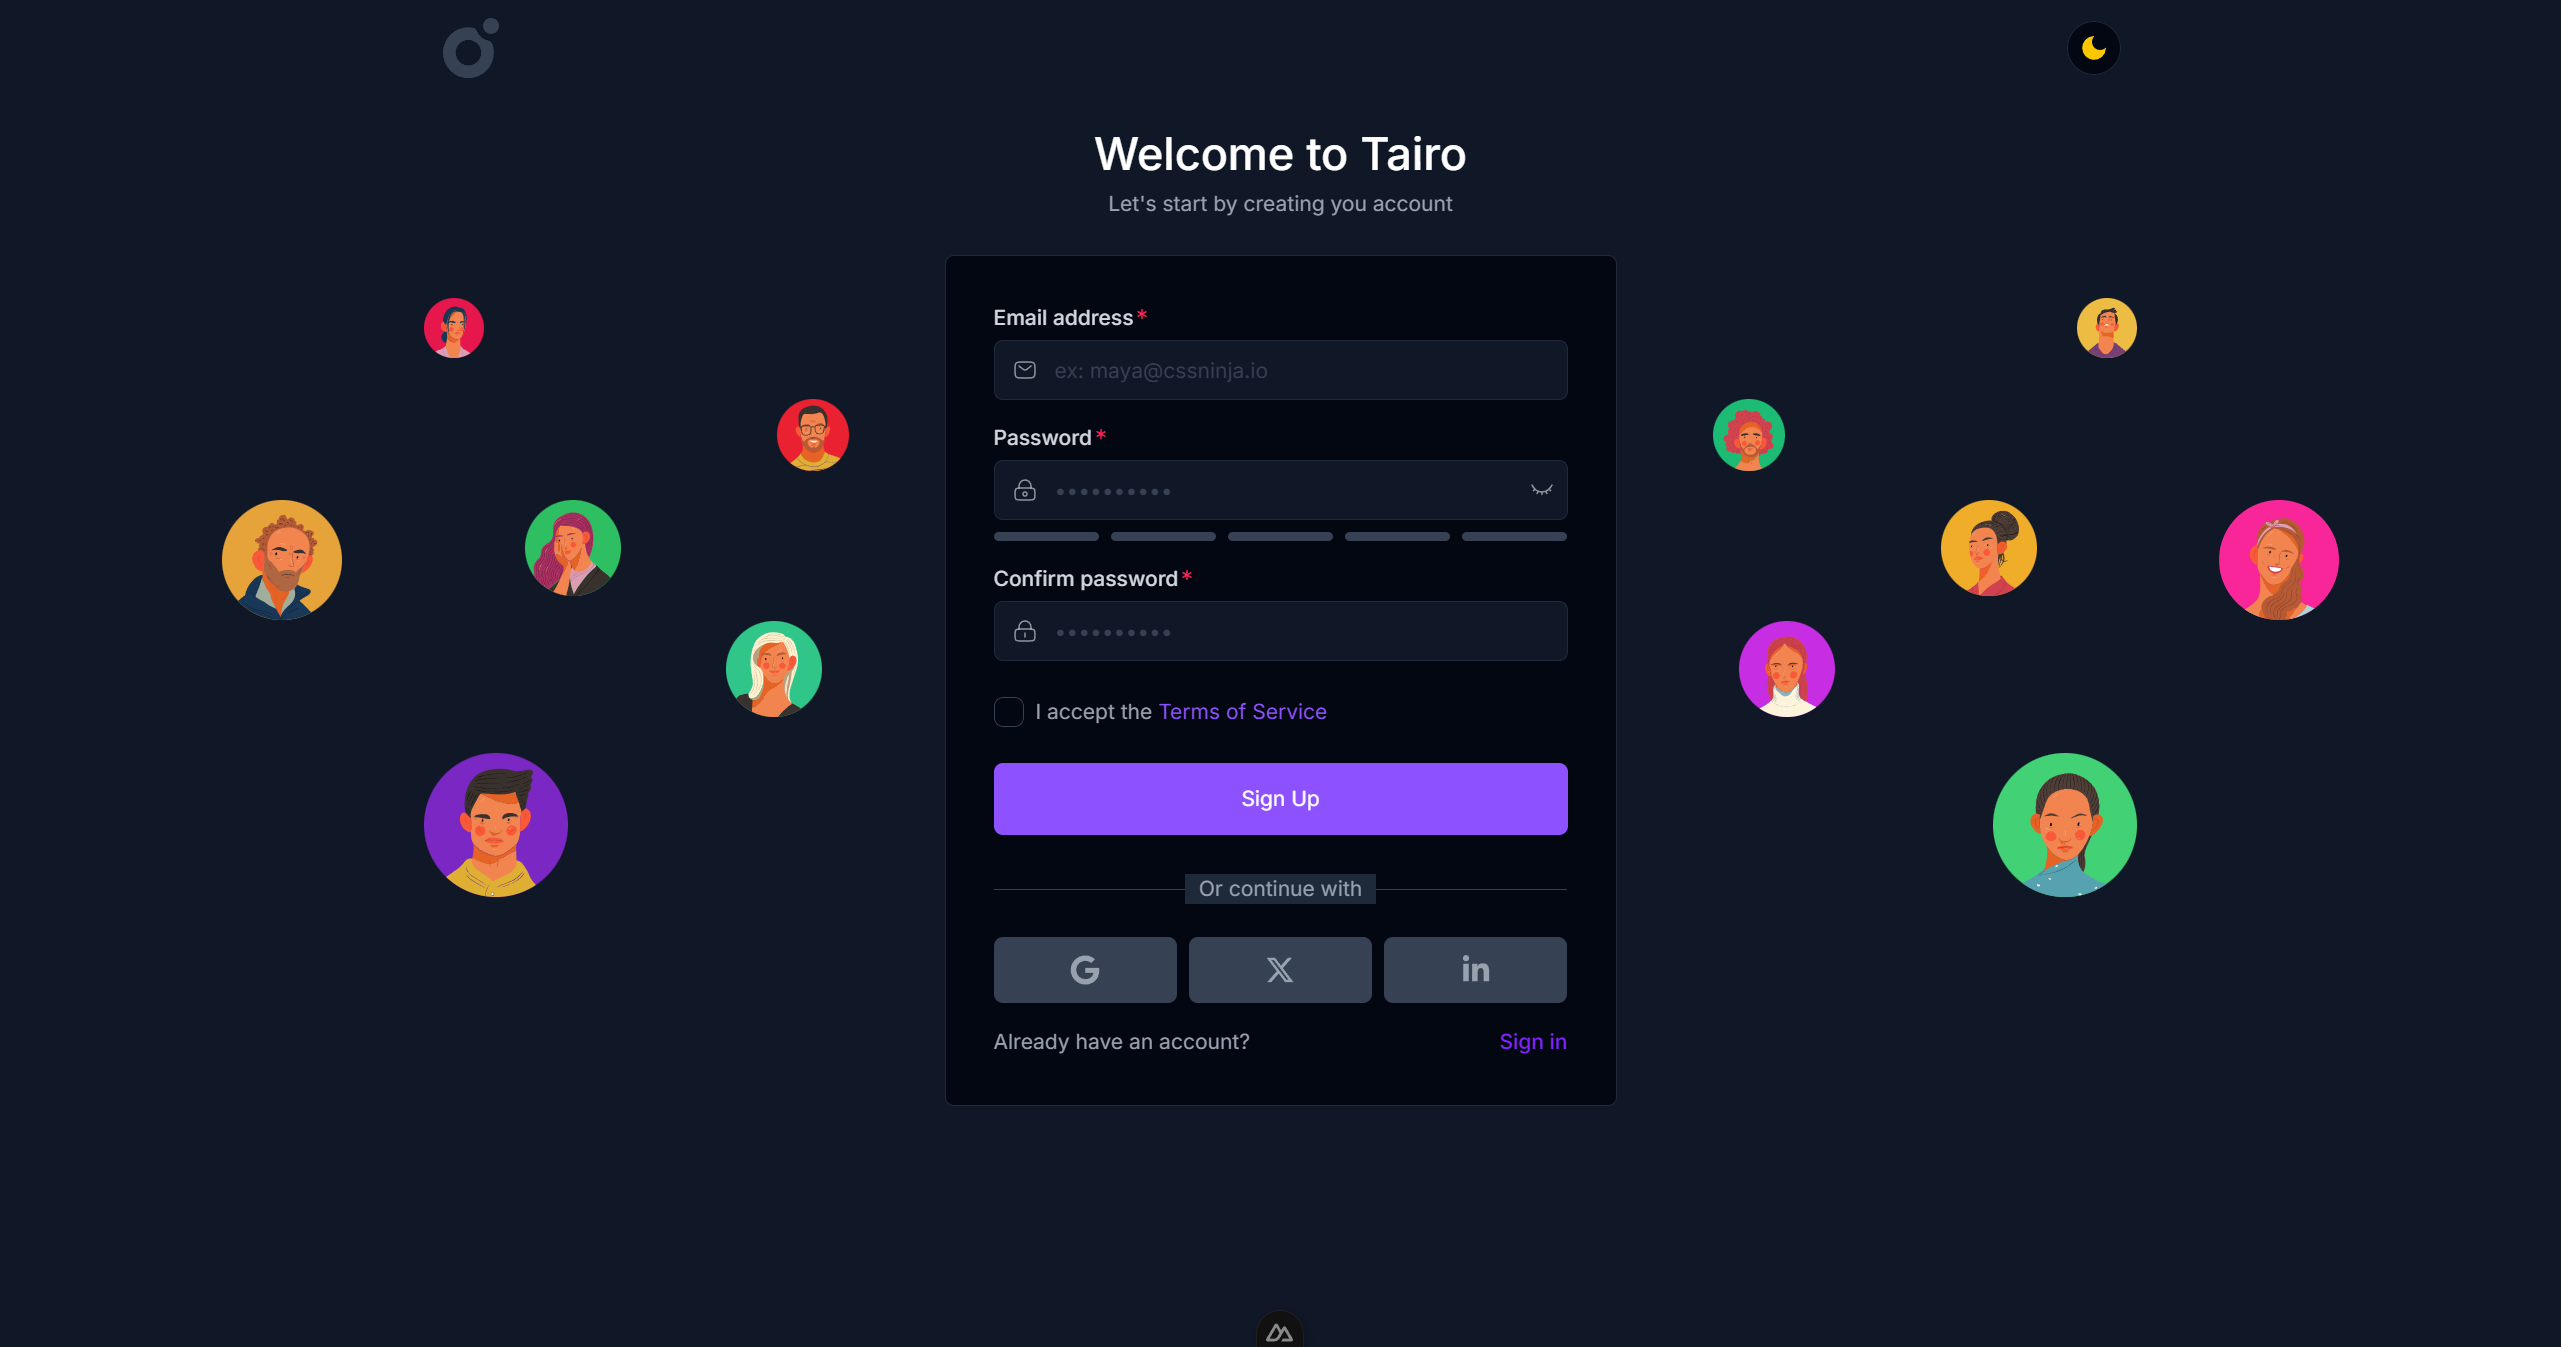 Welcome to Tairo
Let's start by creating you account
Email address*
ex: maya@cssninja.io
Password*
Confirm password*
I accept the Terms of Service
Sign Up
Or continue with
Already have an account?
Sign in